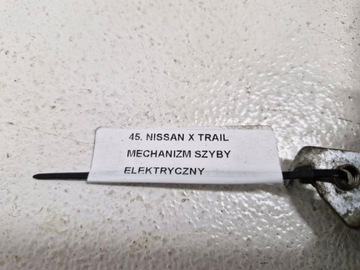 45. NISSAN X TRAIL
MECHANIZM SZYBY
ELEKTRYCZNY